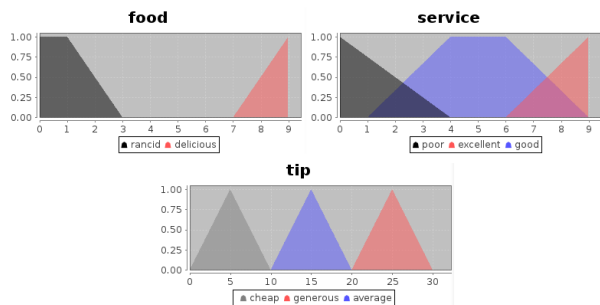 food service
1.00 1.00
0.75 0.75
0.50 0.50
0.25 0.25
0.00 0.00
0 1 2 3 4 5 6 7 8 9 0 1 2 3 4 5 6 7 8 9
rancid delicious poor excellent good
tip
1.00
0.75
0.50
0.25
0.00
0 5 10 15 20 25 30
cheap generous average